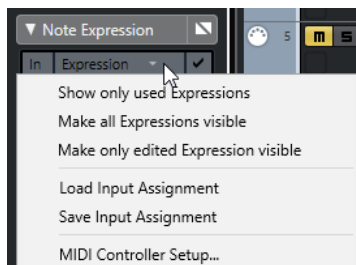 Note Expression
5 m S
In Expression
Show only used Expressions
Make all Expressions visible
Make only edited Expression visible
Load Input Assignment
Save Input Assignment
MIDI Controller Setup...